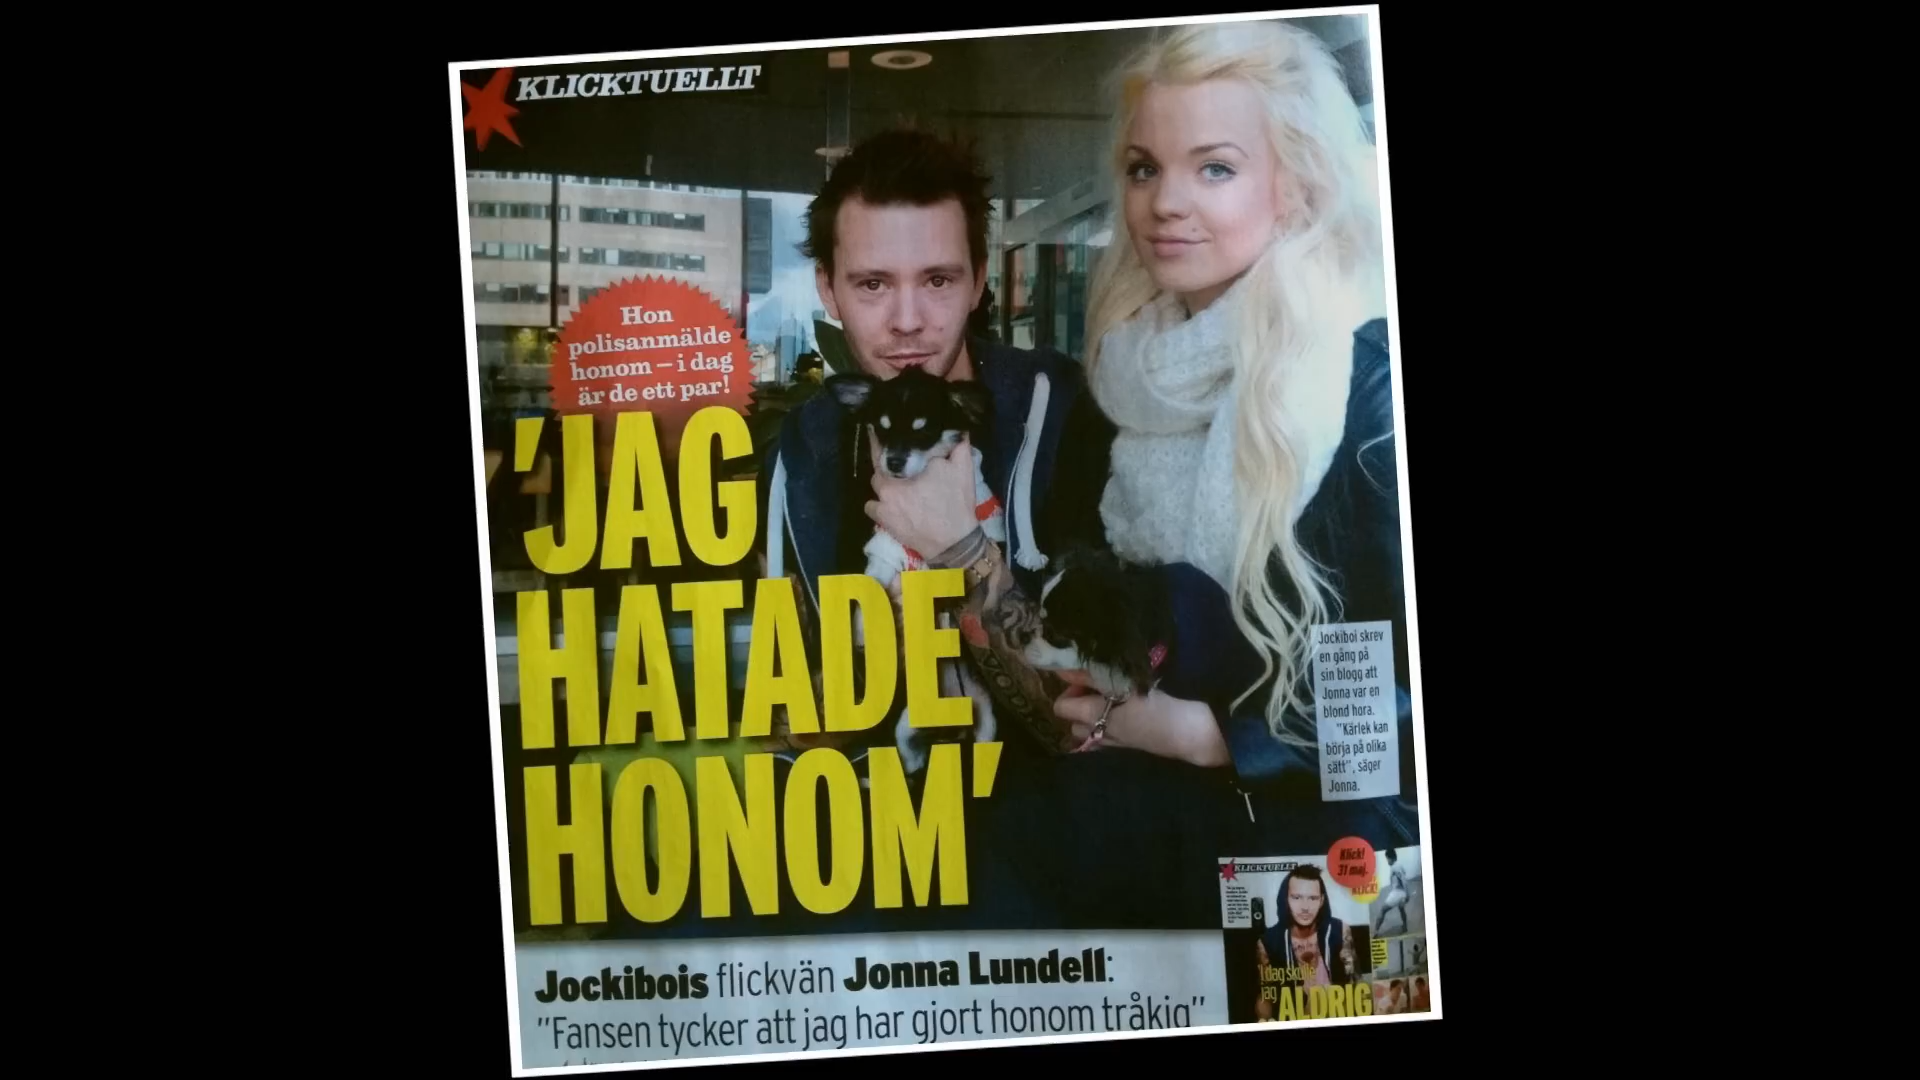 KLICKTUELLT
Hon
polisanmälde
honom – i dag
är de ett par!
'JAG
HATADE
HONOM'
Jockiboi skrev
en gång på
sin blogg att
Jonna var en
blond hora.
"Kärlek kan
börja på olika
sätt", säger
Jonna.
KLICKTUELLT
Klick!
31 maj.
KLICK!
I dag skulle
jag ALDRIG
Jockibois flickvän Jonna Lundell:
"Fansen tycker att jag har gjort honom tråkig"